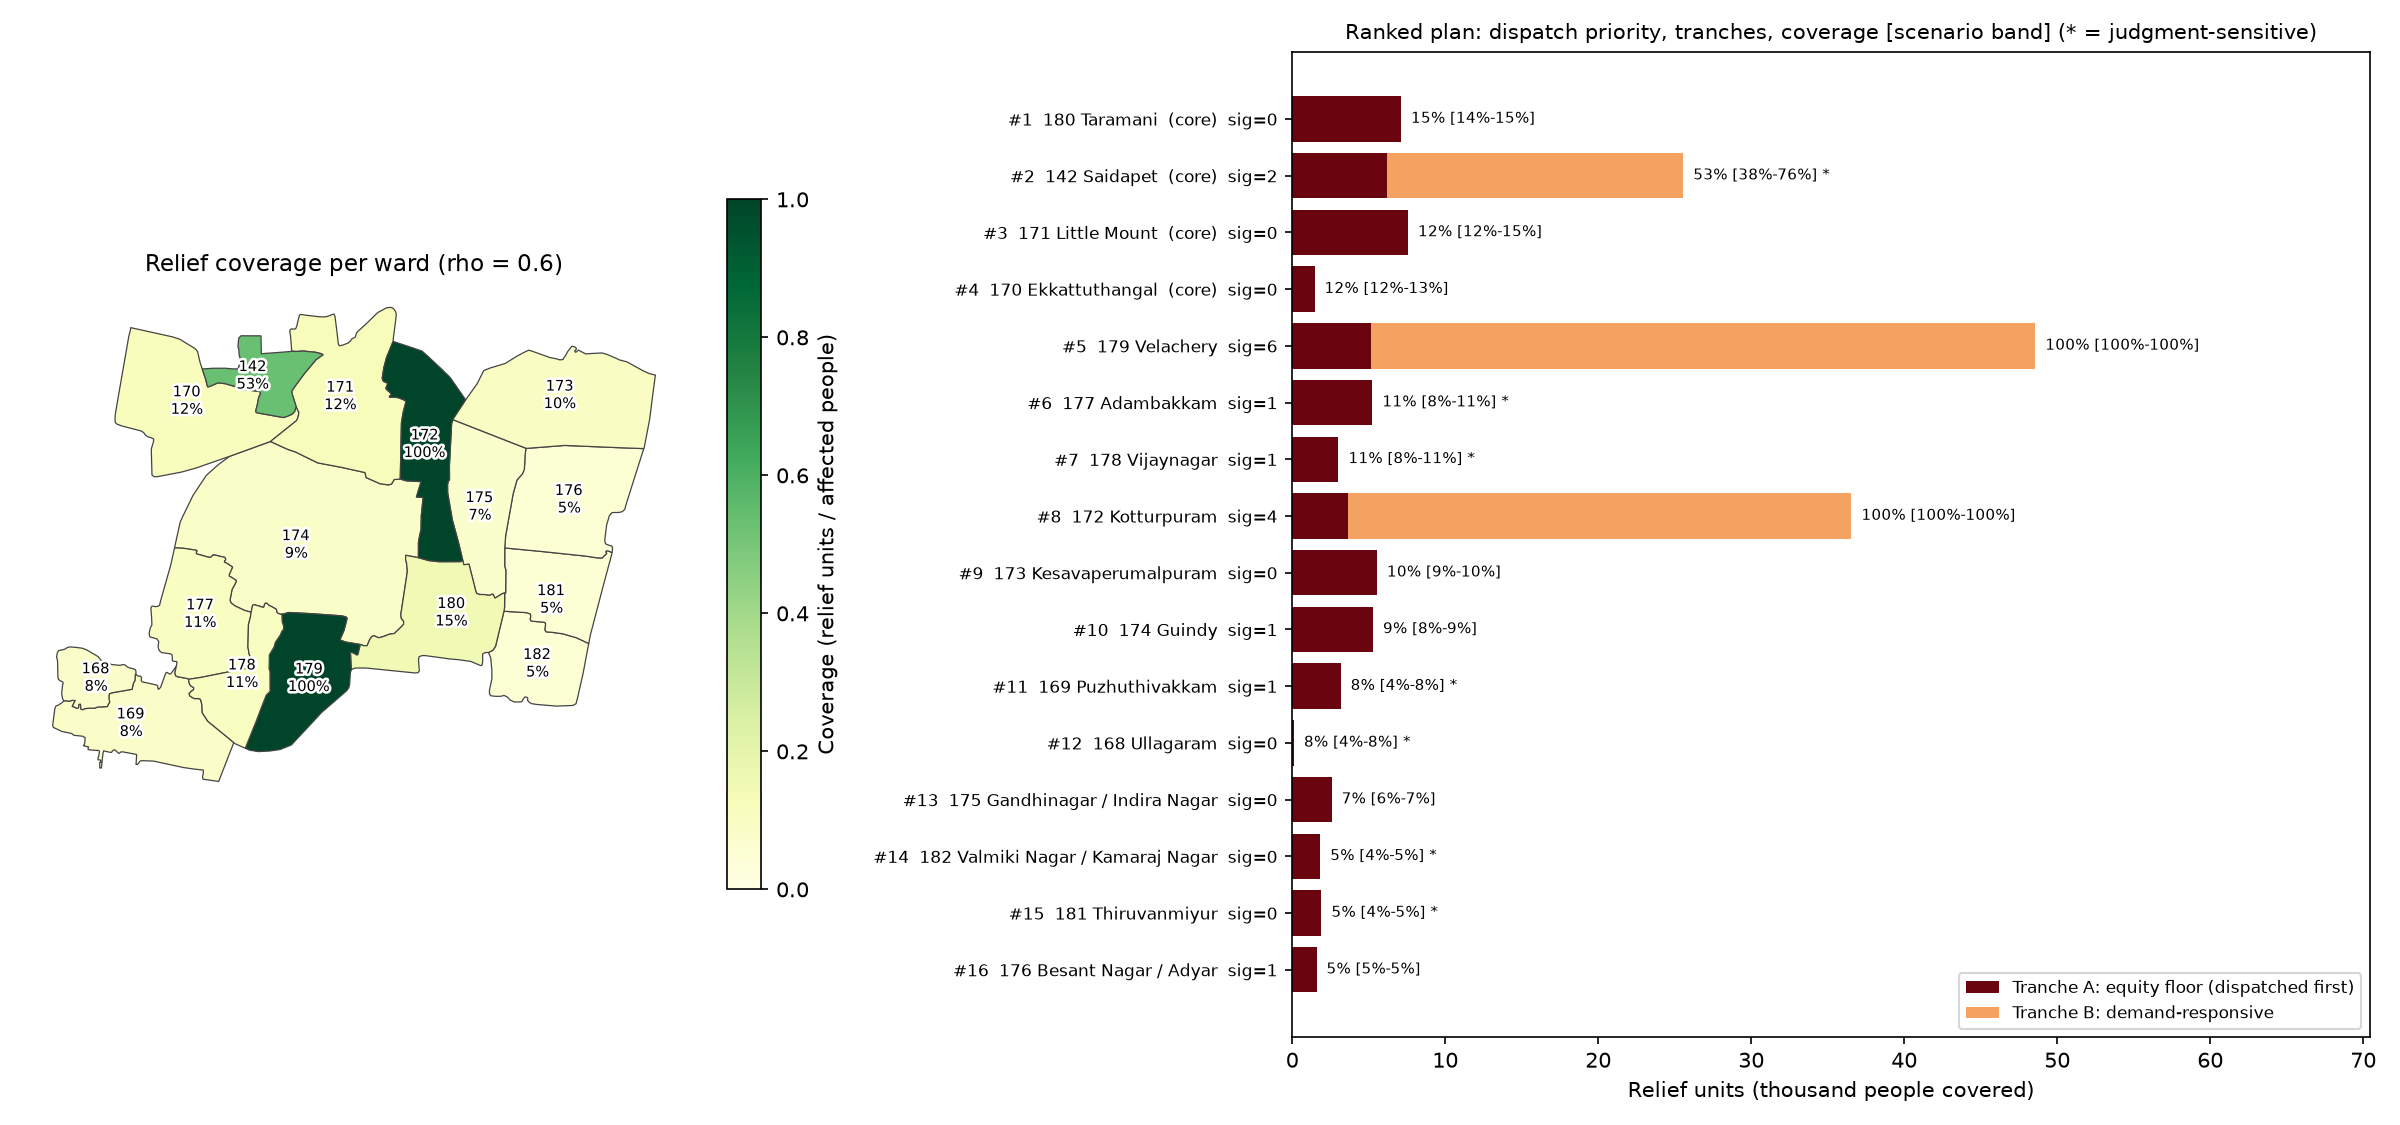 Relief coverage per ward (rho = 0.6)
170
12%
142
53%
171
12%
172
100%
173
10%
174
9%
175
7%
176
5%
177
11%
178
11%
179
100%
180
15%
181
5%
182
5%
168
8%
169
8%
1.0
0.8
0.6
0.4
0.2
0.0
Coverage (relief units / affected people)
Ranked plan: dispatch priority, tranches, coverage [scenario band] (* = judgment-sensitive)
#1 180 Taramani (core) sig=0 15% [14%-15%]
#2 142 Saidapet (core) sig=2 53% [38%-76%] *
#3 171 Little Mount (core) sig=0 12% [12%-15%]
#4 170 Ekkattuthangal (core) sig=0 12% [12%-13%]
#5 179 Velachery sig=6 100% [100%-100%]
#6 177 Adambakkam sig=1 11% [8%-11%] *
#7 178 Vijaynagar sig=1 11% [8%-11%] *
#8 172 Kotturpuram sig=4 100% [100%-100%]
#9 173 Kesavaperumalpuram sig=0 10% [9%-10%]
#10 174 Guindy sig=1 9% [8%-9%]
#11 169 Puzhuthivakkam sig=1 8% [4%-8%] *
#12 168 Ullagaram sig=0 8% [4%-8%] *
#13 175 Gandhinagar / Indira Nagar sig=0 7% [6%-7%]
#14 182 Valmiki Nagar / Kamaraj Nagar sig=0 5% [4%-5%] *
#15 181 Thiruvanmiyur sig=0 5% [4%-5%] *
#16 176 Besant Nagar / Adyar sig=1 5% [5%-5%]
Tranche A: equity floor (dispatched first)
Tranche B: demand-responsive
0 10 20 30 40 50 60 70
Relief units (thousand people covered)